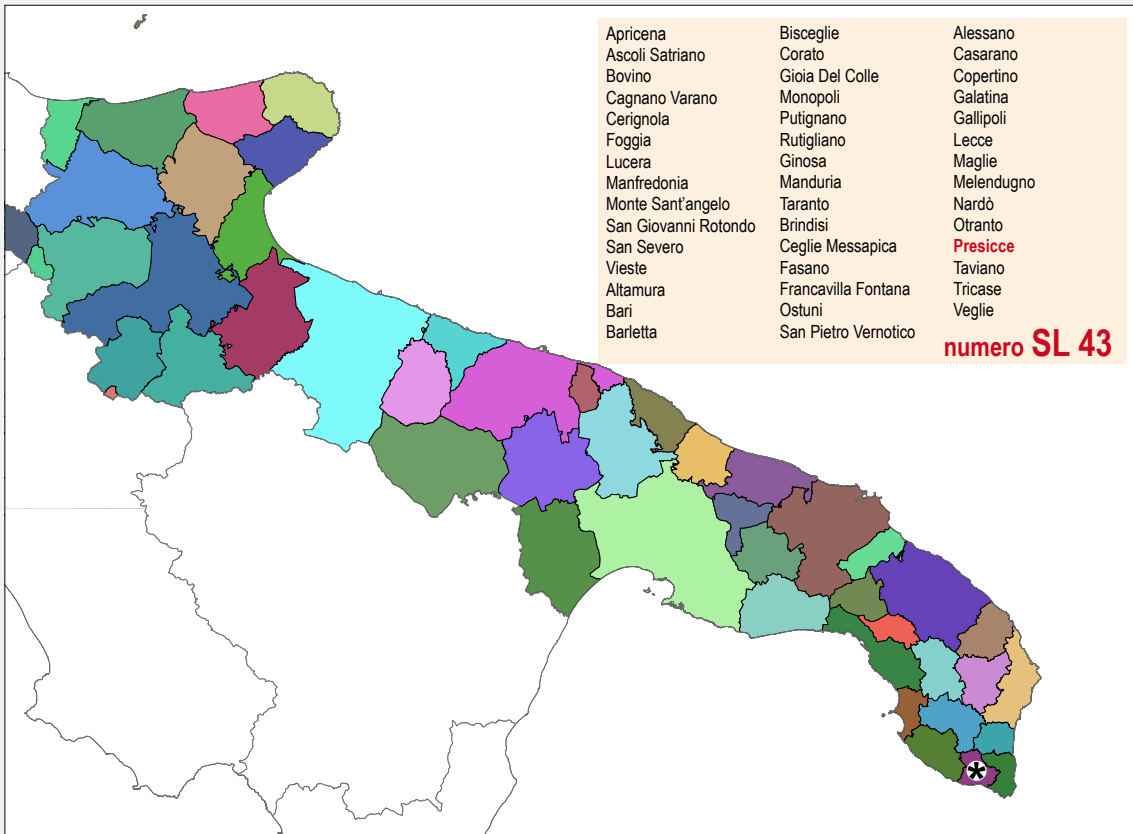 Apricena
Ascoli Satriano
Bovino
Cagnano Varano
Cerignola
Foggia
Lucera
Manfredonia
Monte Sant'angelo
San Giovanni Rotondo
San Severo
Vieste
Altamura
Bari
Barletta
Bisceglie
Corato
Gioia Del Colle
Monopoli
Putignano
Rutigliano
Ginosa
Manduria
Taranto
Brindisi
Ceglie Messapica
Fasano
Francavilla Fontana
Ostuni
San Pietro Vernotico
Alessano
Casarano
Copertino
Galatina
Gallipoli
Lecce
Maglie
Melendugno
Nardò
Otranto
Presicce
Taviano
Tricase
Veglie
numero SL 43
*